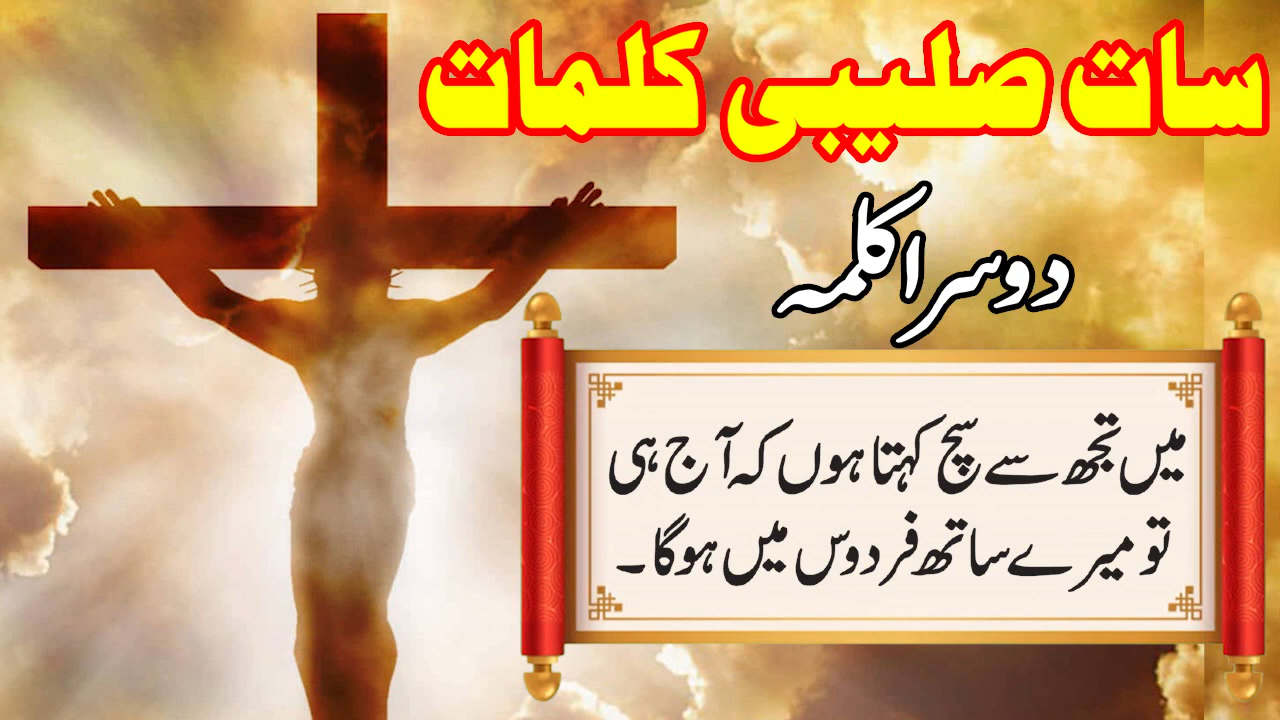 سات صلیبی کلمات
دوسرا کلمہ
میں تجھ سے سچ کہتا ہوں کہ آج ہی
تو میرے ساتھ فردوس میں ہوگا۔